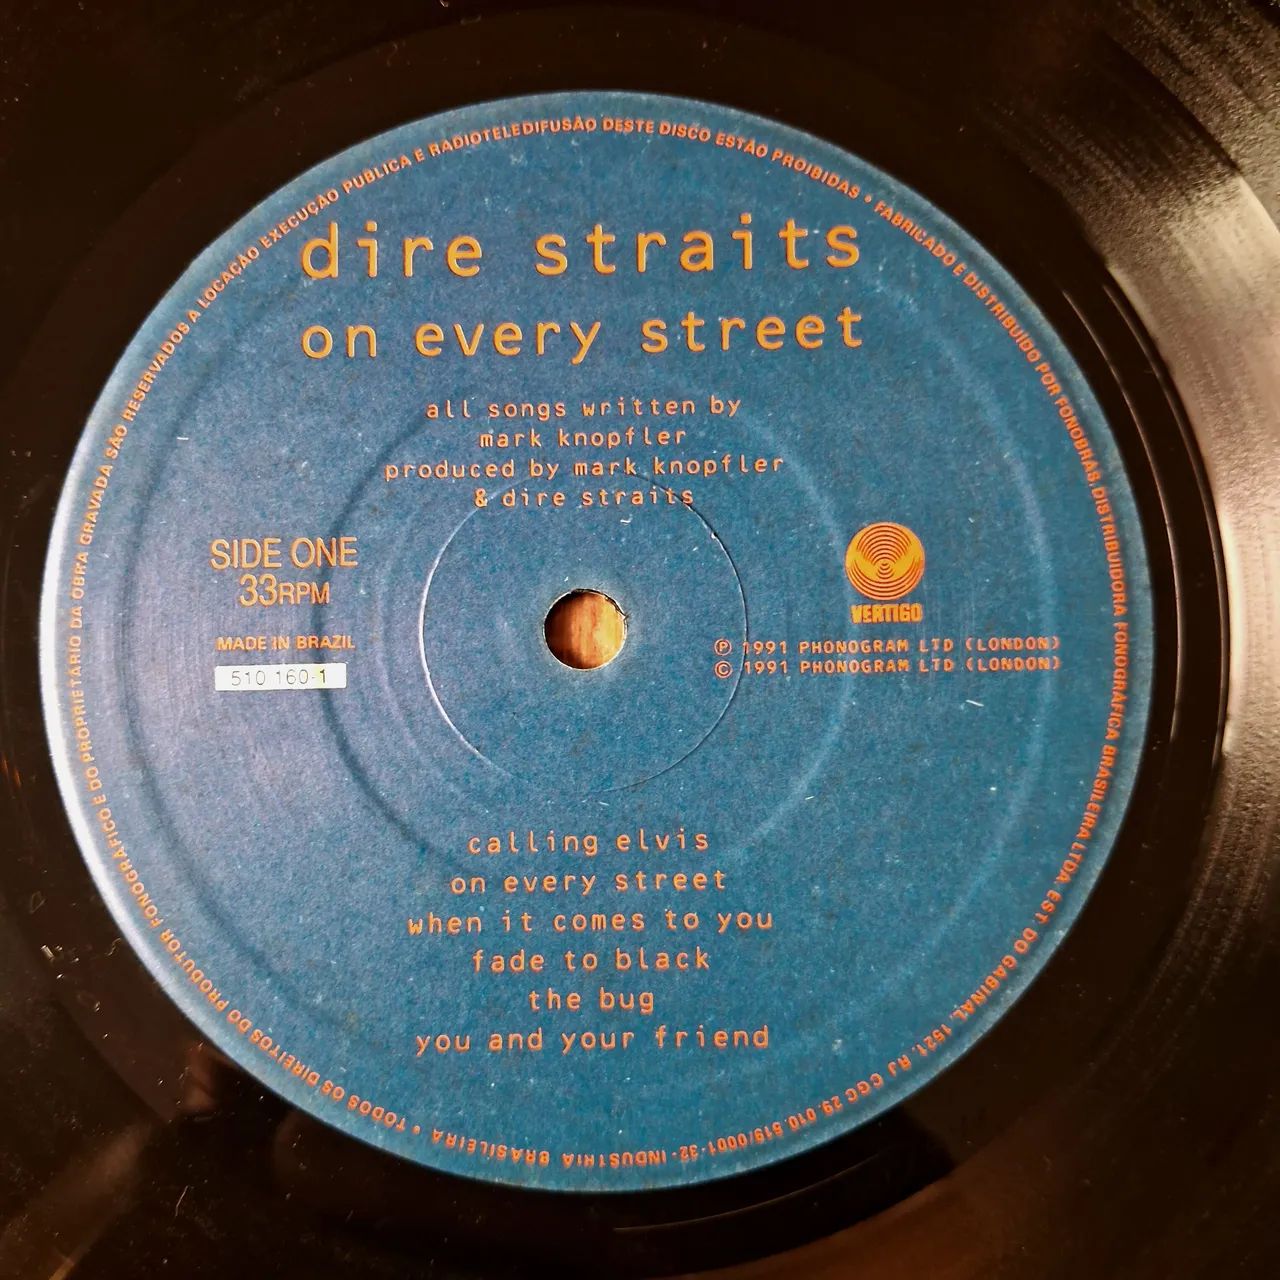 dire straits
on every street
all songs written by
mark knopfler
produced by mark knopfler
& dire straits
SIDE ONE
33RPM
MADE IN BRAZIL
510 160-1
VERTIGO
℗ 1991 PHONOGRAM LTD (LONDON)
© 1991 PHONOGRAM LTD (LONDON)
calling elvis
on every street
when it comes to you
fade to black
the bug
you and your friend
• TODOS OS DIREITOS DO PRODUTOR FONOGRÁFICO E DO PROPRIETÁRIO DA OBRA GRAVADA SÃO RESERVADOS A LOCAÇÃO EXECUÇÃO PUBLICA E RADIOTELEDIFUSÃO DESTE DISCO ESTÃO PROIBIDAS • FABRICADO E DISTRIBUIDO POR FONOBRAS, DISTRIBUIDORA FONOGRÁFICA BRASILEIRA LTDA. EST. DO GABINAL, 1521, RJ CGC 29.010.519/0001-32 - INDUSTRIA BRASILEIRA